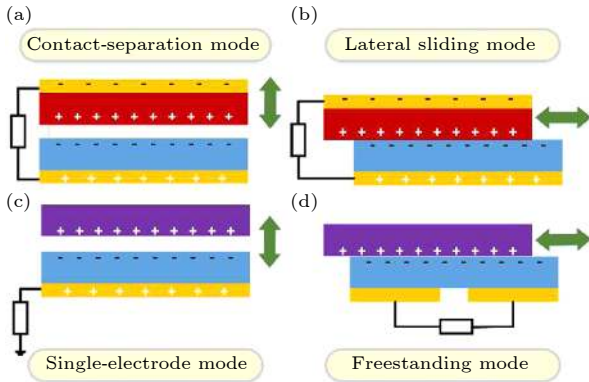 (a)
Contact-separation mode
(b)
Lateral sliding mode
(c)
Single-electrode mode
(d)
Freestanding mode